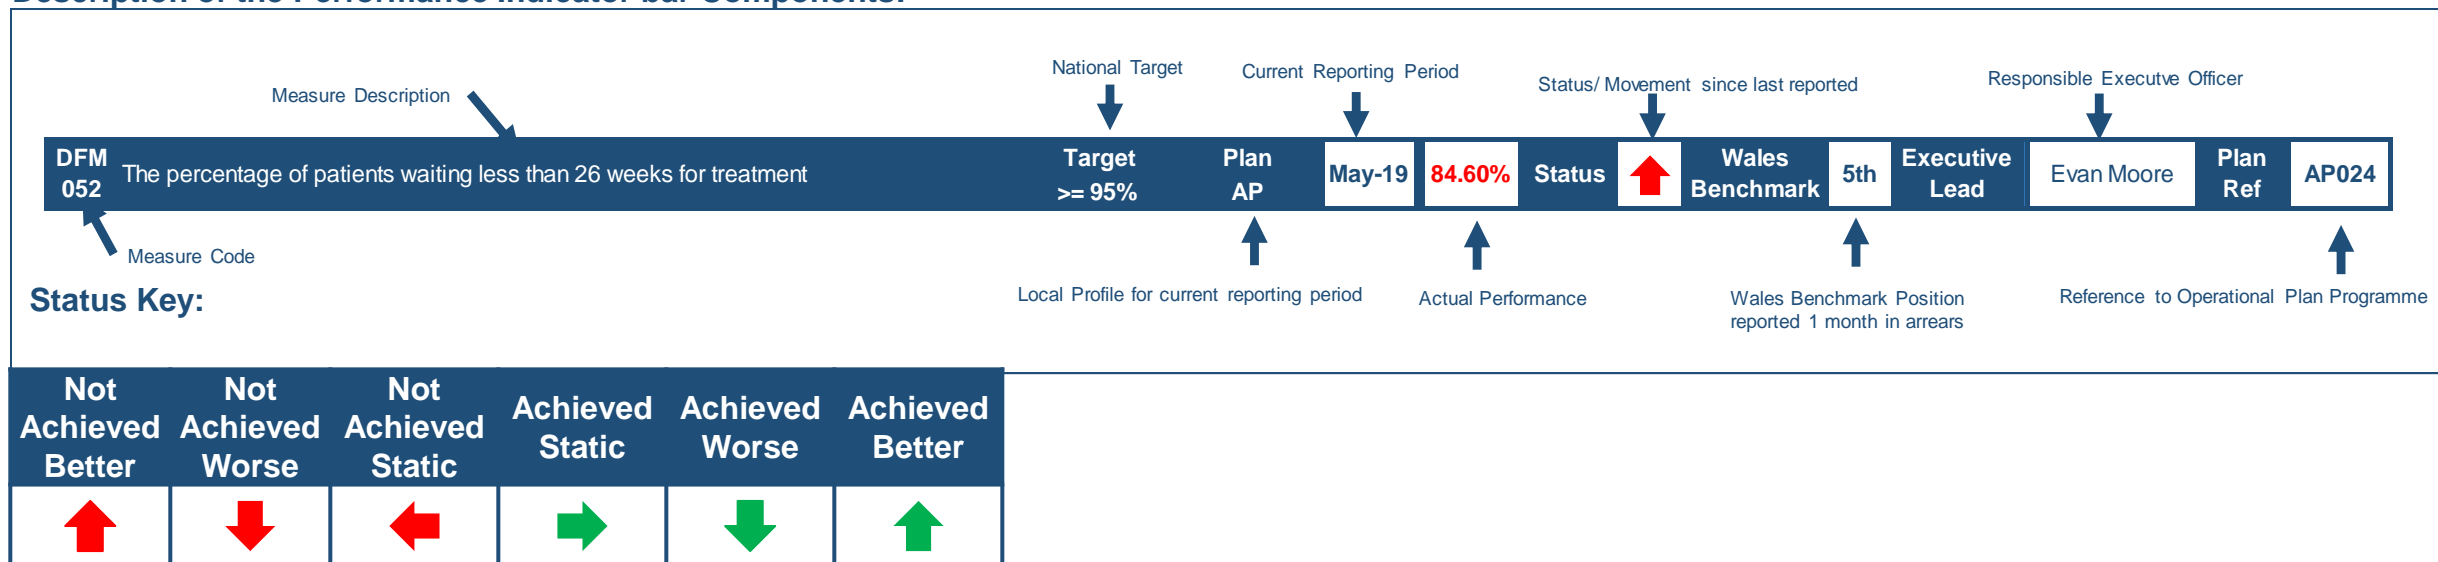 Description of the Performance Indicator bar Components:
National Target
Current Reporting Period
Status/ Movement since last reported
Responsible Executve Officer
Measure Description
DFM 052
The percentage of patients waiting less than 26 weeks for treatment
Target >= 95%
Plan AP
May-19
84.60%
Status
Wales Benchmark
5th
Executive Lead
Evan Moore
Plan Ref
AP024
Measure Code
Local Profile for current reporting period
Actual Performance
Wales Benchmark Position
reported 1 month in arrears
Reference to Operational Plan Programme
Status Key:
Not Achieved Better
Not Achieved Worse
Not Achieved Static
Achieved Static
Achieved Worse
Achieved Better